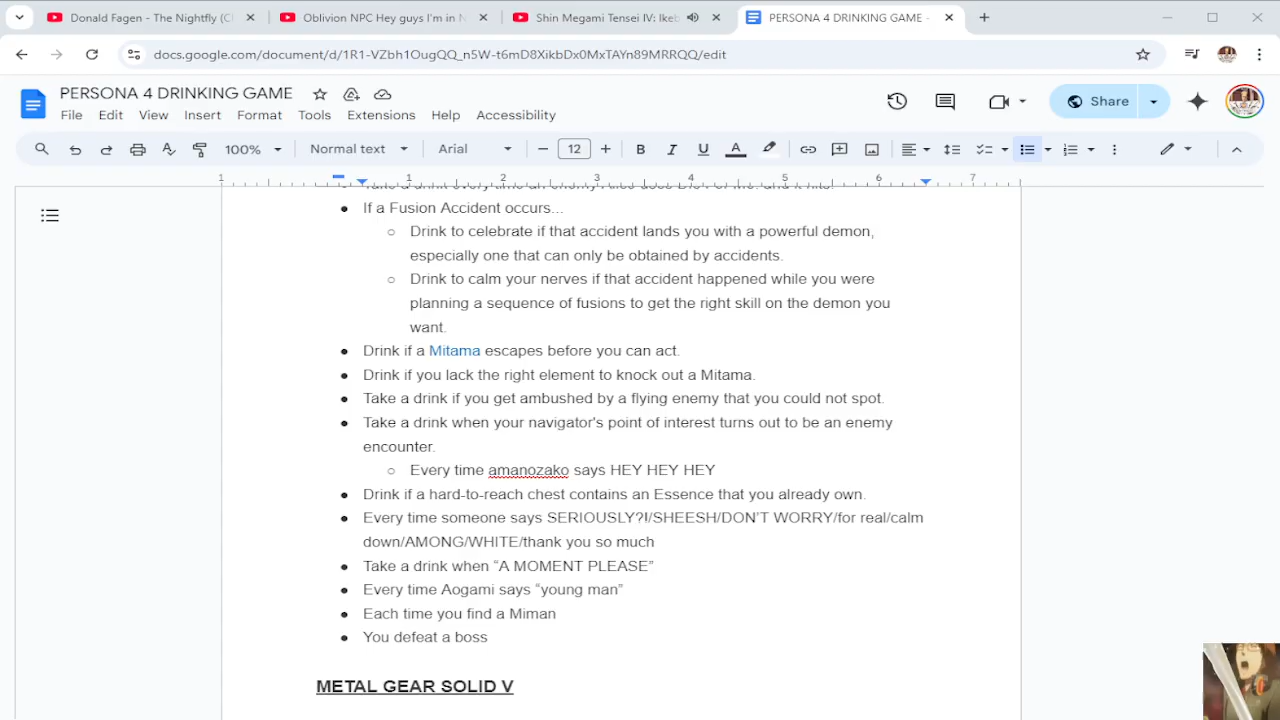 Donald Fagen - The Nightfly (Cl
Oblivion NPC Hey guys I'm in N
Shin Megami Tensei IV: Ikeb
PERSONA 4 DRINKING GAME -
docs.google.com/document/d/1R1-VZbh1OugQQ_n5W-t6mD8XikbDx0MxTAYn89MRRQQ/edit
PERSONA 4 DRINKING GAME
File Edit View Insert Format Tools Extensions Help Accessibility
Share
100% Normal text Arial 12 B I U A
1 1 2 3 4 5 6 7
If a Fusion Accident occurs...
Drink to celebrate if that accident lands you with a powerful demon,
especially one that can only be obtained by accidents.
Drink to calm your nerves if that accident happened while you were
planning a sequence of fusions to get the right skill on the demon you
want.
Drink if a Mitama escapes before you can act.
Drink if you lack the right element to knock out a Mitama.
Take a drink if you get ambushed by a flying enemy that you could not spot.
Take a drink when your navigator's point of interest turns out to be an enemy
encounter.
Every time amanozako says HEY HEY HEY
Drink if a hard-to-reach chest contains an Essence that you already own.
Every time someone says SERIOUSLY?!/SHEESH/DON'T WORRY/for real/calm
down/AMONG/WHITE/thank you so much
Take a drink when “A MOMENT PLEASE”
Every time Aogami says “young man”
Each time you find a Miman
You defeat a boss
METAL GEAR SOLID V